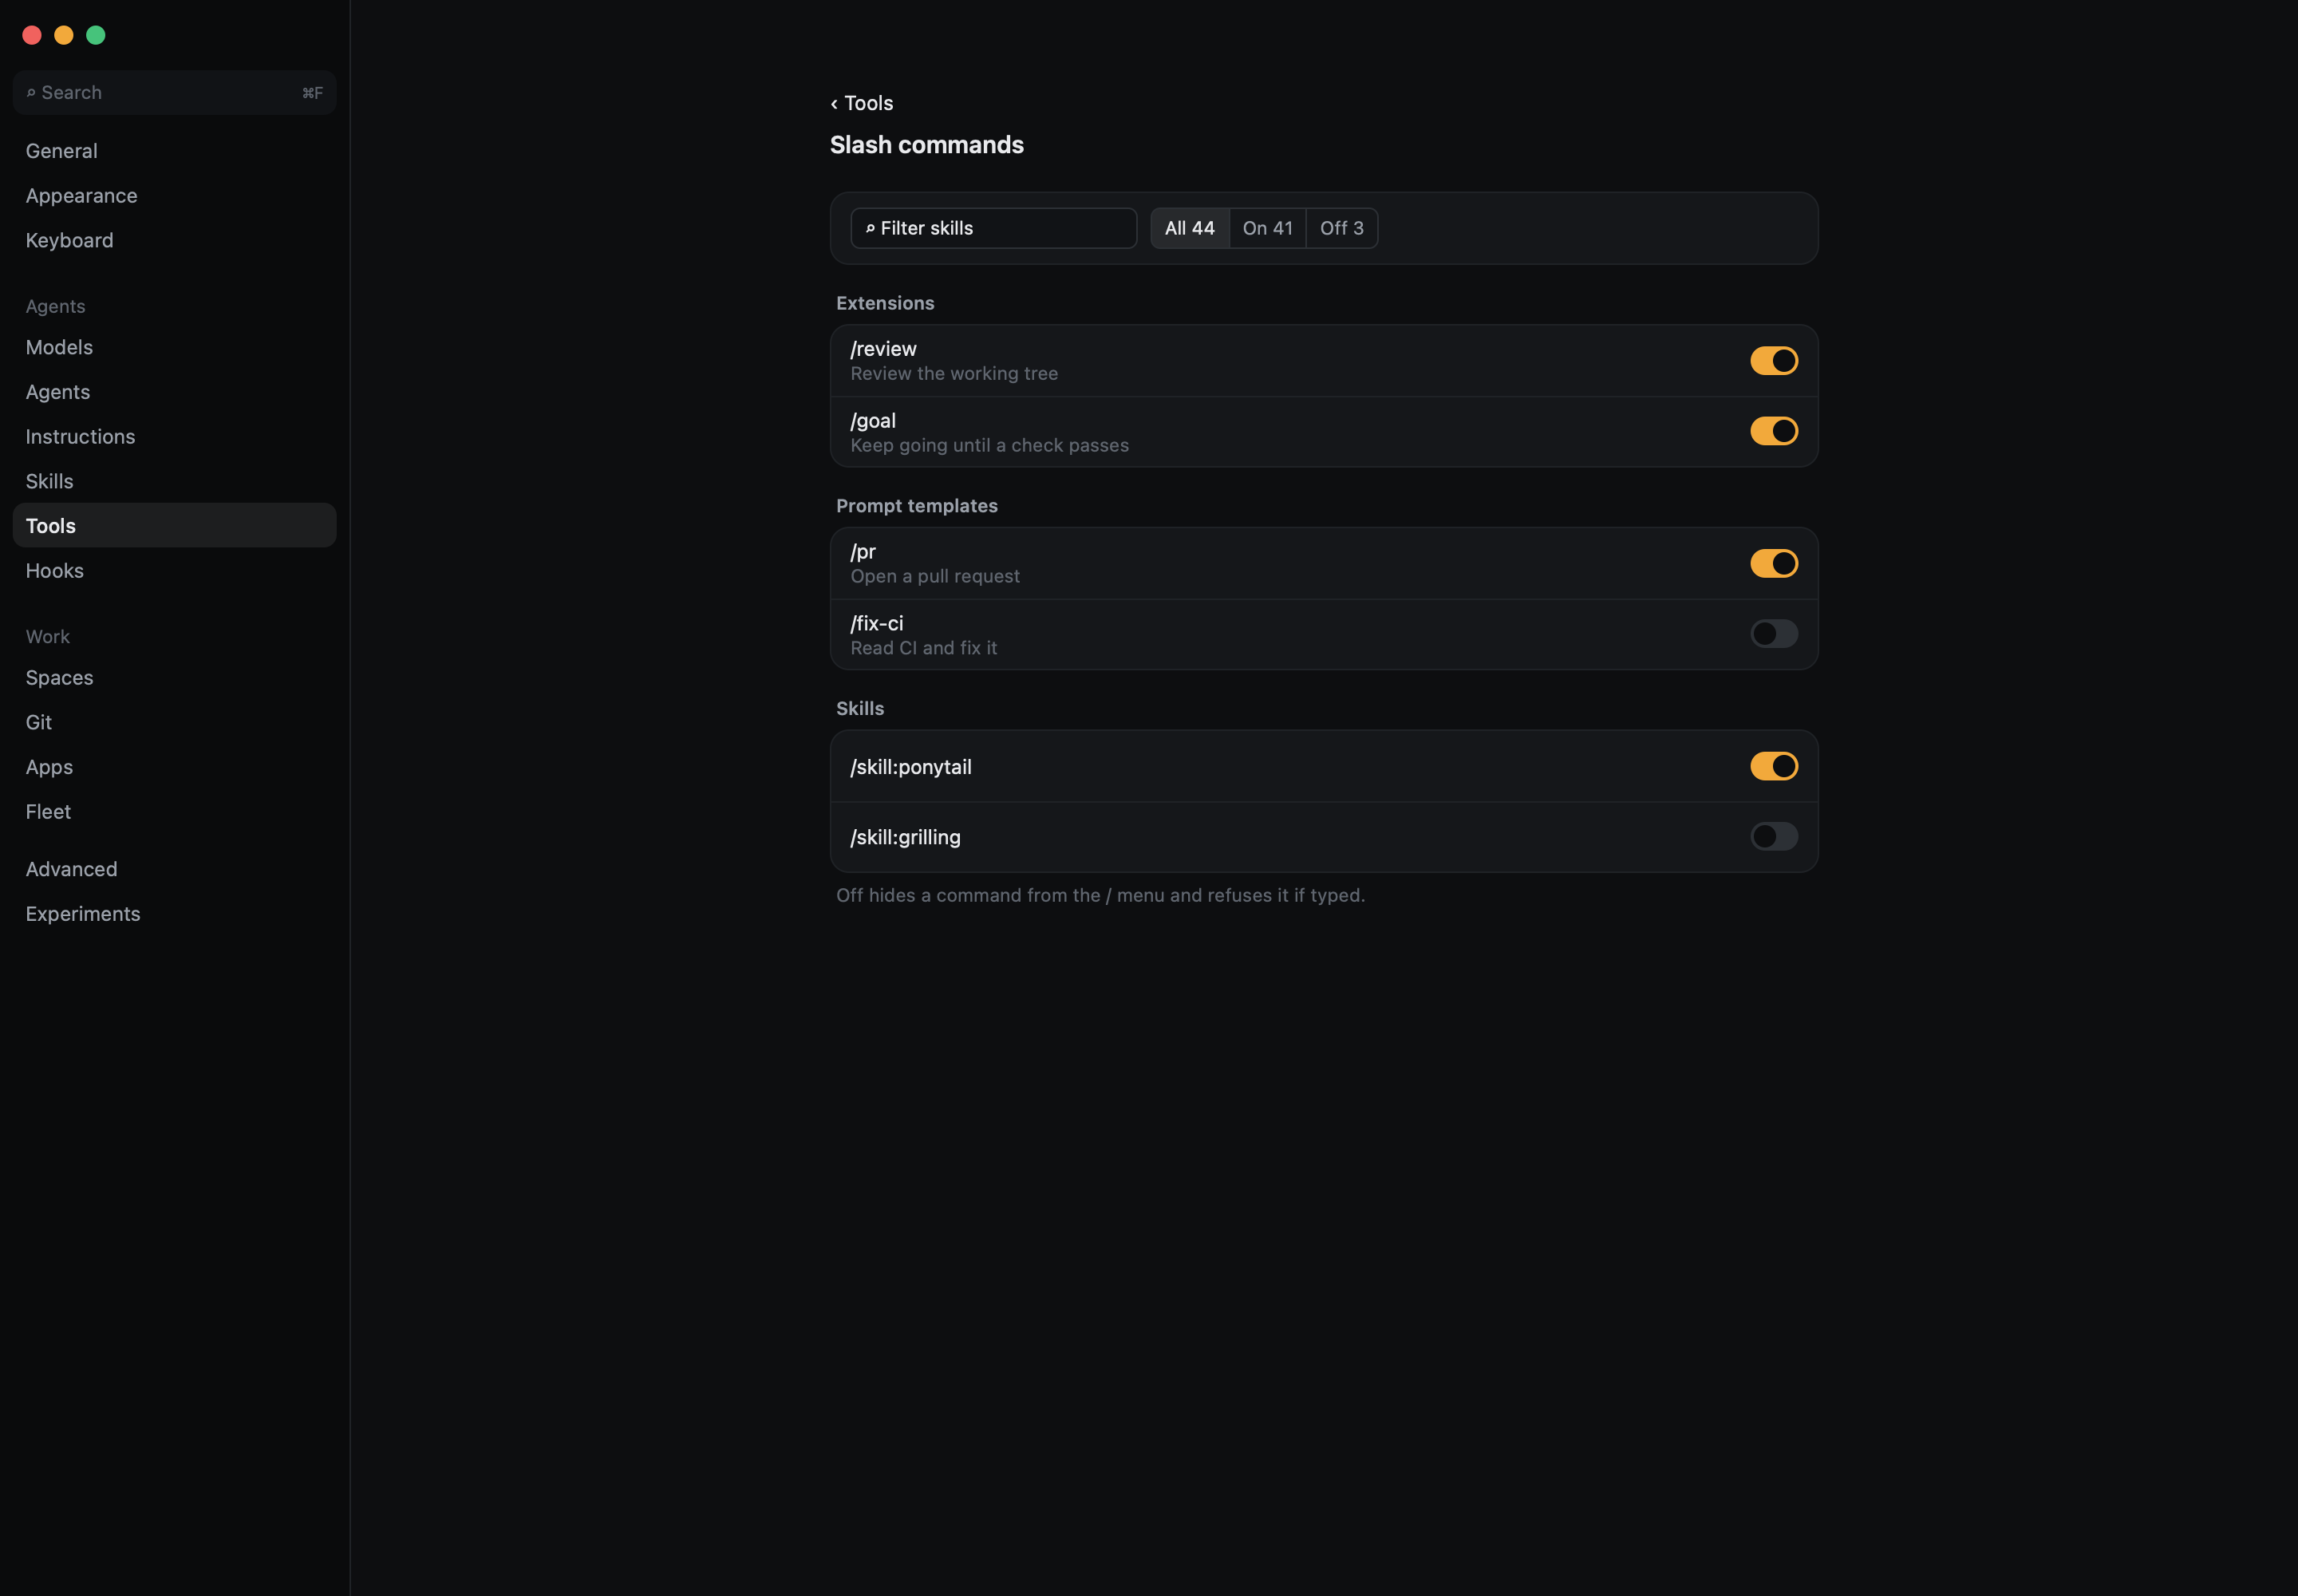 Search ⌘F
General
Appearance
Keyboard
Agents
Models
Agents
Instructions
Skills
Tools
Hooks
Work
Spaces
Git
Apps
Fleet
Advanced
Experiments
‹ Tools
Slash commands
Filter skills
All 44
On 41
Off 3
Extensions
/review
Review the working tree
/goal
Keep going until a check passes
Prompt templates
/pr
Open a pull request
/fix-ci
Read CI and fix it
Skills
/skill:ponytail
/skill:grilling
Off hides a command from the / menu and refuses it if typed.